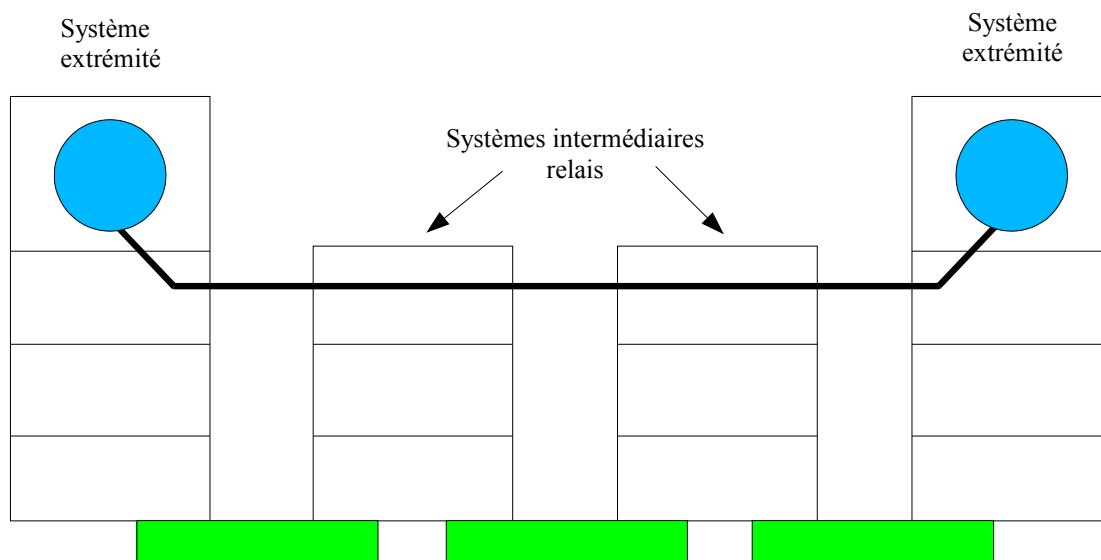 Système
extrémité
Système
extrémité
Systèmes intermédiaires
relais